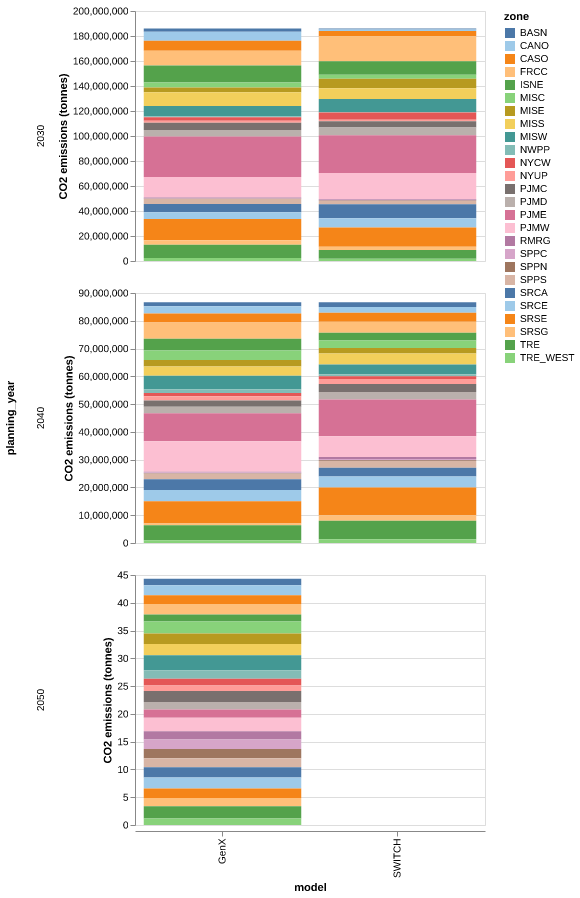 planning_year
2030
CO2 emissions (tonnes)
200,000,000
180,000,000
160,000,000
140,000,000
120,000,000
100,000,000
80,000,000
60,000,000
40,000,000
20,000,000
0
2040
CO2 emissions (tonnes)
90,000,000
80,000,000
70,000,000
60,000,000
50,000,000
40,000,000
30,000,000
20,000,000
10,000,000
0
2050
CO2 emissions (tonnes)
45
40
35
30
25
20
15
10
5
0
GenX
SWITCH
model
zone
BASN
CANO
CASO
FRCC
ISNE
MISC
MISE
MISS
MISW
NWPP
NYCW
NYUP
PJMC
PJMD
PJME
PJMW
RMRG
SPPC
SPPN
SPPS
SRCA
SRCE
SRSE
SRSG
TRE
TRE_WEST